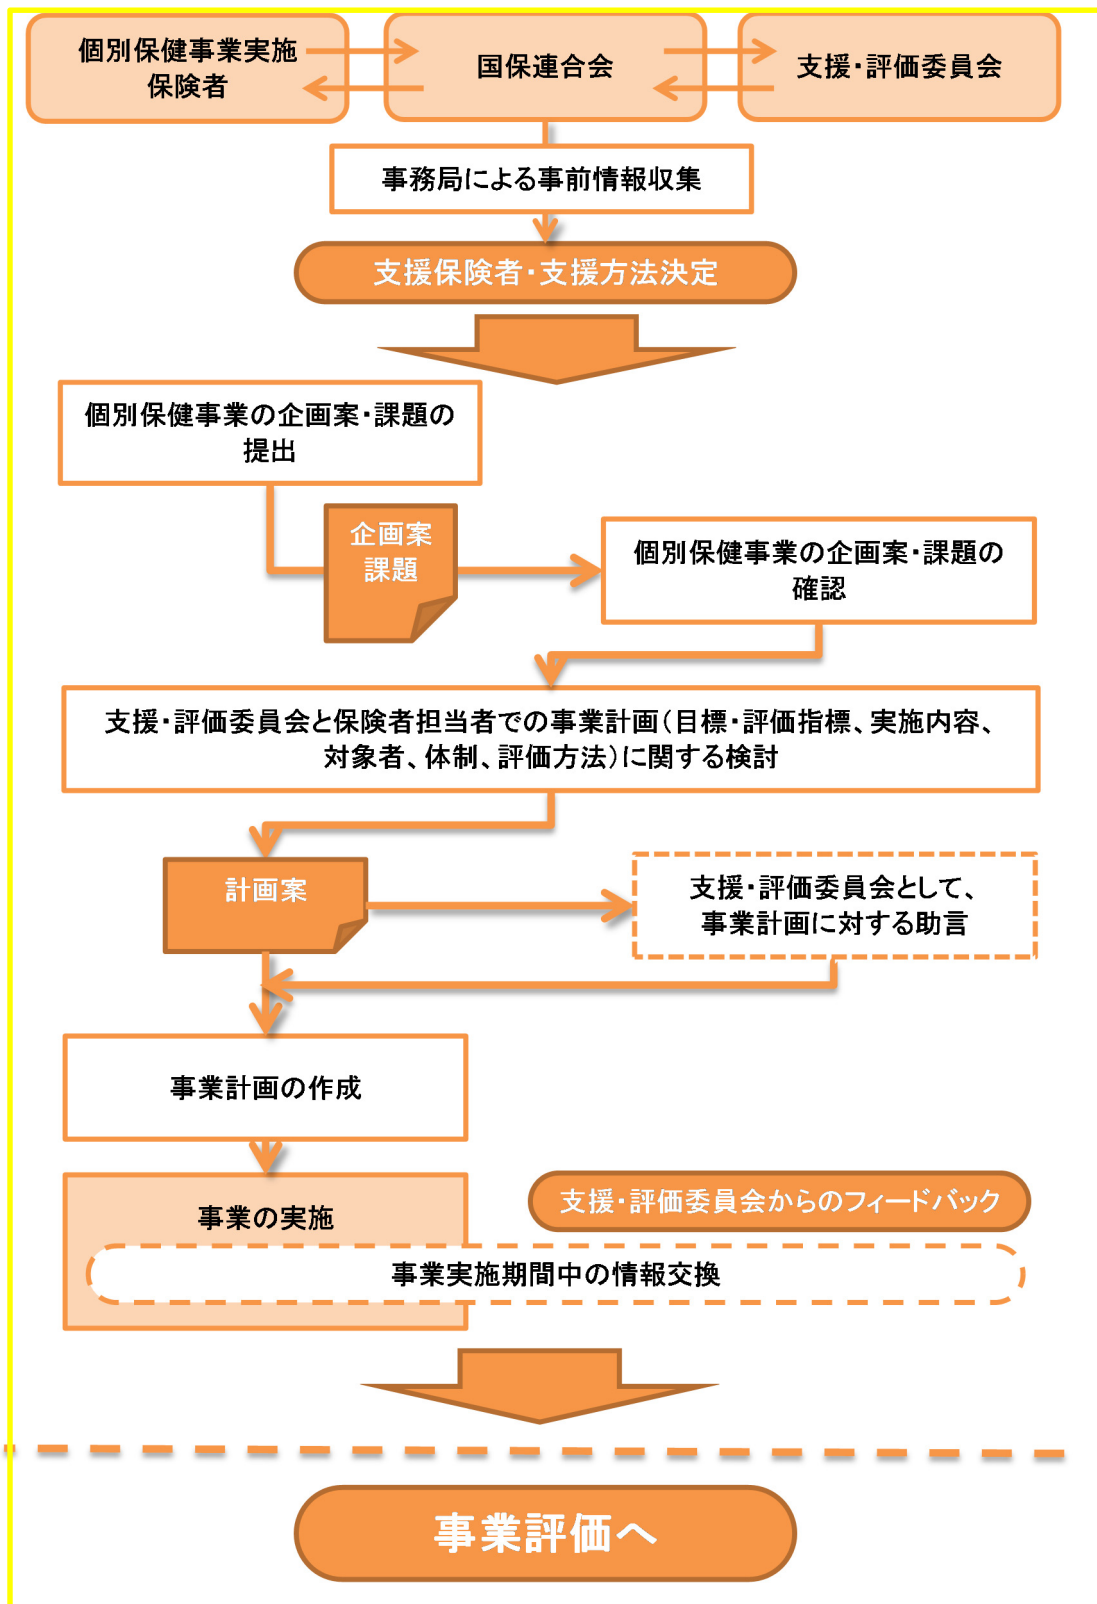 個別保健事業実施
保険者
国保連合会
支援・評価委員会
事務局による事前情報収集
支援保険者・支援方法決定
個別保健事業の企画案・課題の
提出
企画案
課題
個別保健事業の企画案・課題の
確認
支援・評価委員会と保険者担当者での事業計画（目標・評価指標、実施内容、
対象者、体制、評価方法）に関する検討
計画案
支援・評価委員会として、
事業計画に対する助言
事業計画の作成
事業の実施
支援・評価委員会からのフィードバック
事業実施期間中の情報交換
事業評価へ